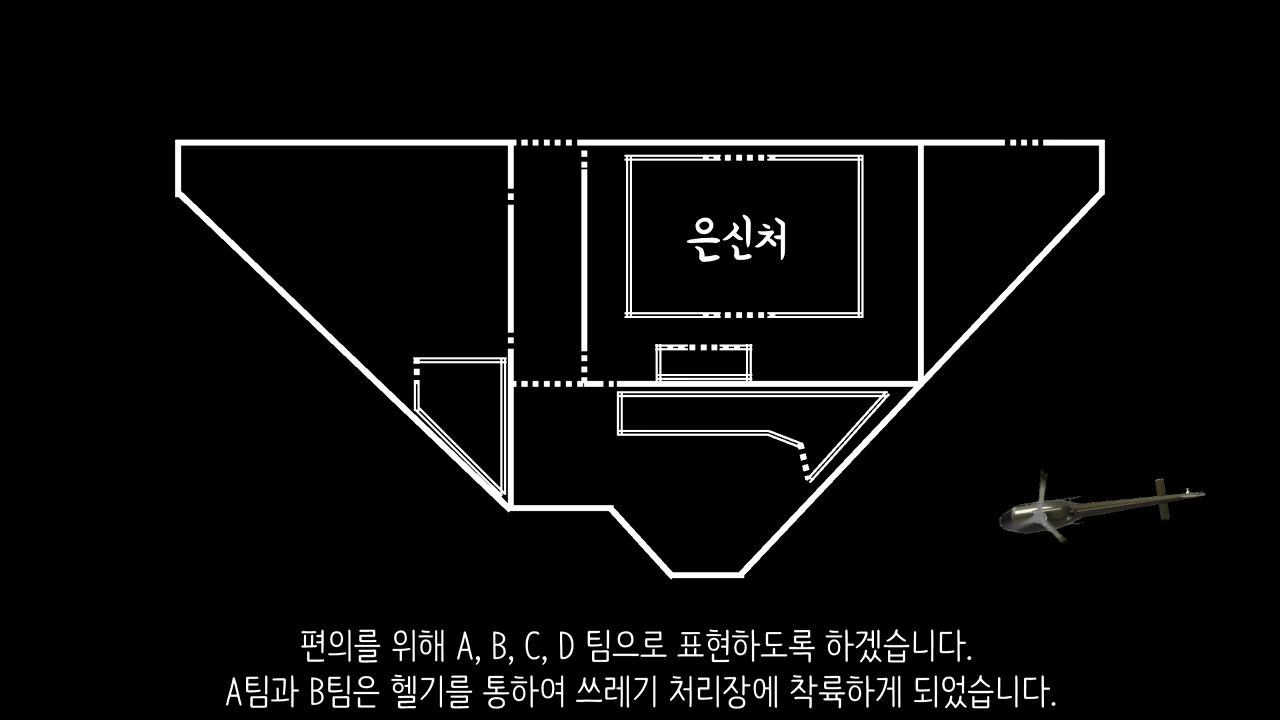 은신처
편의를 위해 A, B, C, D 팀으로 표현하도록 하겠습니다.
A팀과 B팀은 헬기를 통하여 쓰레기 처리장에 착륙하게 되었습니다.